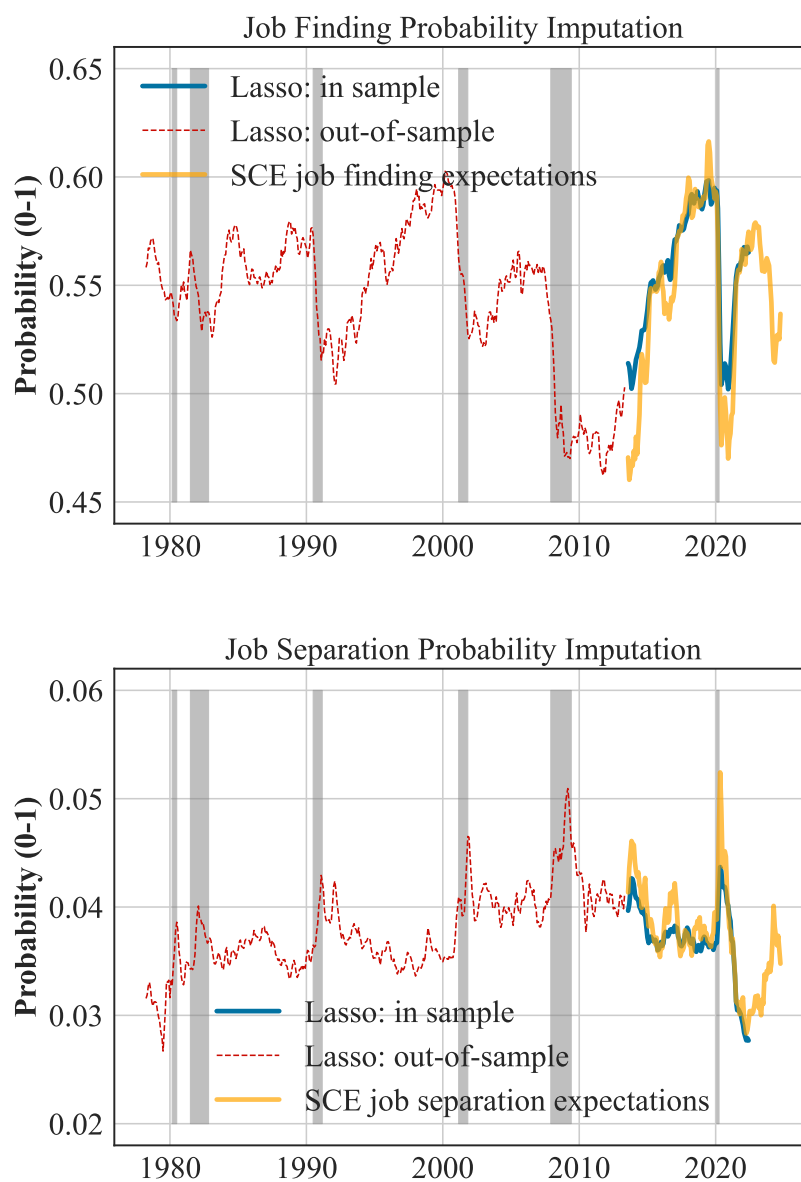 Job Finding Probability Imputation
Probability (0-1)
0.65
0.60
0.55
0.50
0.45
Lasso: in sample
Lasso: out-of-sample
SCE job finding expectations
1980 1990 2000 2010 2020
Job Separation Probability Imputation
Probability (0-1)
0.06
0.05
0.04
0.03
0.02
Lasso: in sample
Lasso: out-of-sample
SCE job separation expectations
1980 1990 2000 2010 2020